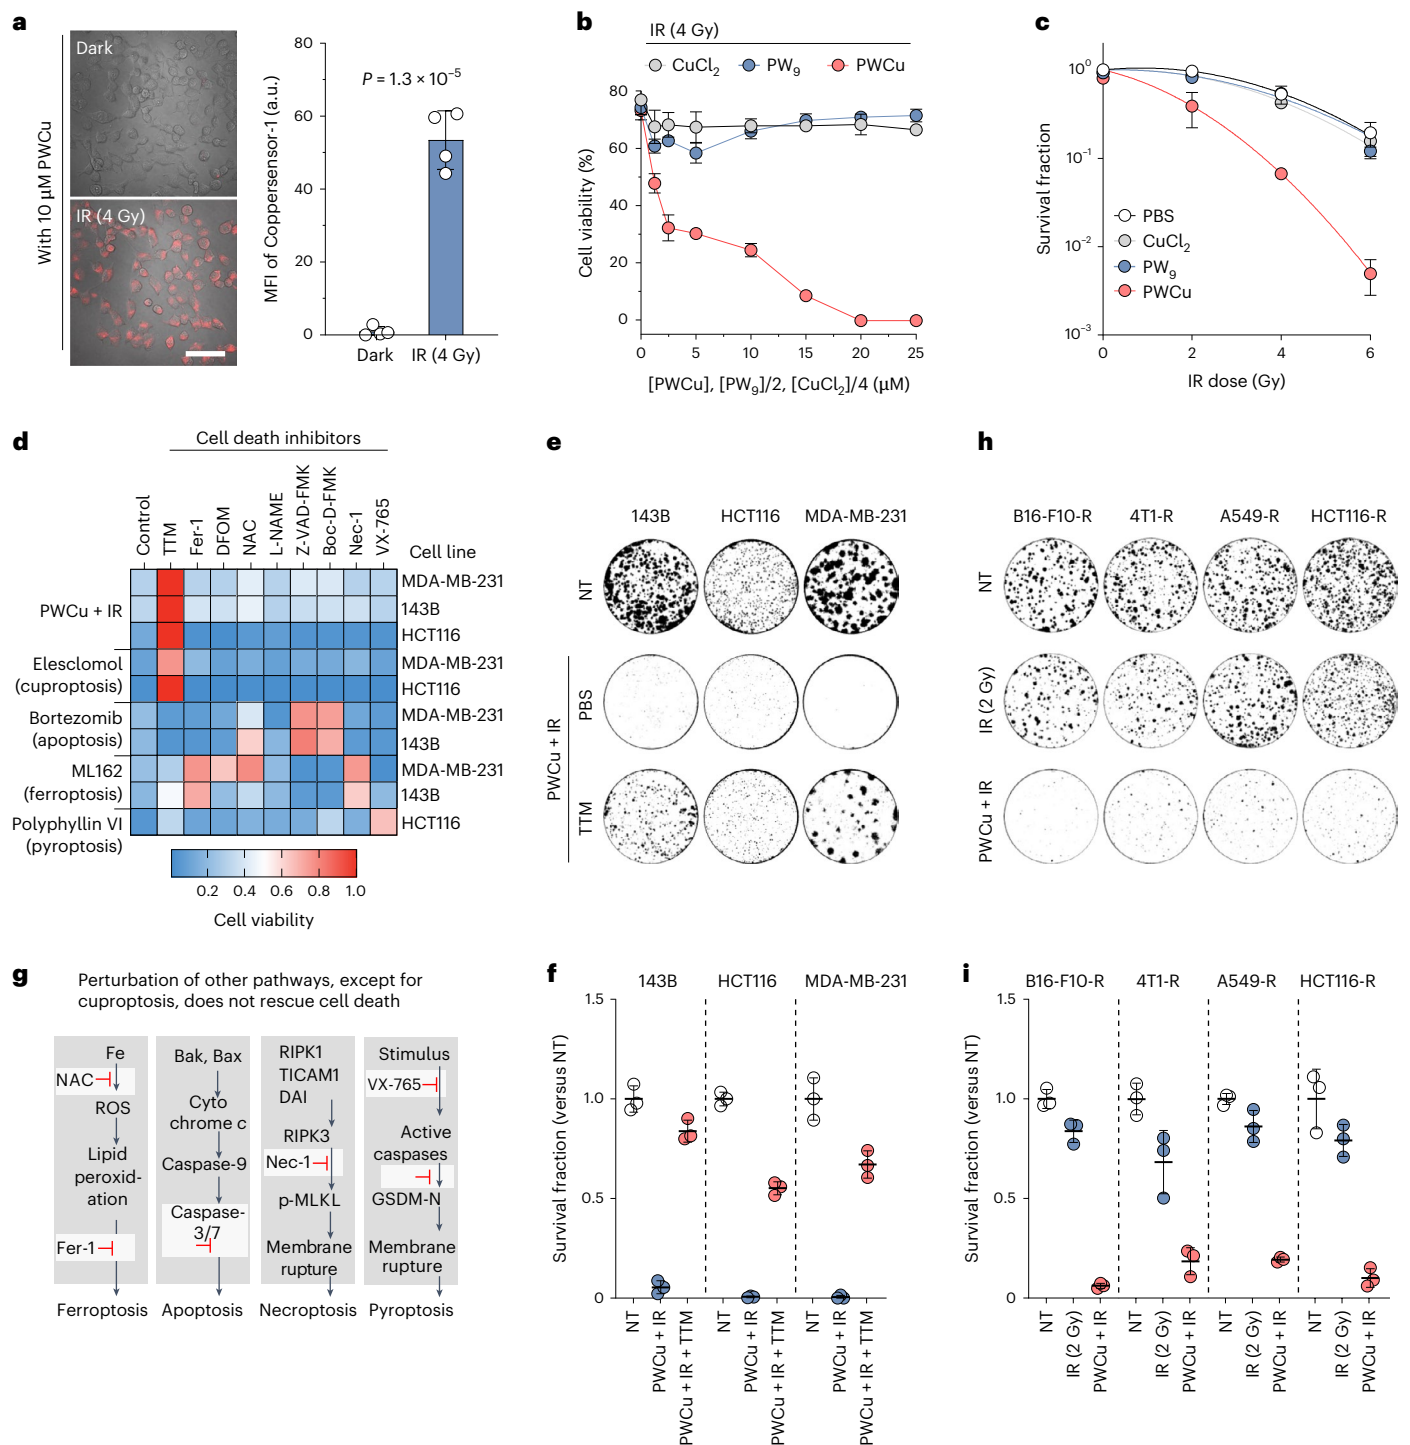 a
With 10 µM PWCu
Dark
IR (4 Gy)
MFI of Coppersensor-1 (a.u.)
80
60
40
20
0
P = 1.3 × 10⁻⁵
Dark
IR (4 Gy)
b
IR (4 Gy)
CuCl₂
PW₉
PWCu
Cell viability (%)
80
60
40
20
0
0
5
10
15
20
25
[PWCu], [PW₉]/2, [CuCl₂]/4 (µM)
c
Survival fraction
10⁰
10⁻¹
10⁻²
10⁻³
PBS
CuCl₂
PW₉
PWCu
0
2
4
6
IR dose (Gy)
d
Cell death inhibitors
Control
TTM
Fer-1
DFOM
NAC
L-NAME
Z-VAD-FMK
Boc-D-FMK
Nec-1
VX-765
Cell line
PWCu + IR
MDA-MB-231
143B
HCT116
Elesclomol
(cuproptosis)
MDA-MB-231
HCT116
Bortezomib
(apoptosis)
MDA-MB-231
143B
ML162
(ferroptosis)
MDA-MB-231
143B
Polyphyllin VI
(pyroptosis)
HCT116
0.2
0.4
0.6
0.8
1.0
Cell viability
e
143B
HCT116
MDA-MB-231
NT
PWCu + IR
PBS
TTM
h
B16-F10-R
4T1-R
A549-R
HCT116-R
NT
IR (2 Gy)
PWCu + IR
g
Perturbation of other pathways, except for
cuproptosis, does not rescue cell death
Fe
NAC
ROS
Lipid
peroxid-
ation
Fer-1
Ferroptosis
Bak, Bax
Cyto
chrome c
Caspase-9
Caspase-
3/7
Apoptosis
RIPK1
TICAM1
DAI
RIPK3
Nec-1
p-MLKL
Membrane
rupture
Necroptosis
Stimulus
VX-765
Active
caspases
GSDM-N
Membrane
rupture
Pyroptosis
f
143B
HCT116
MDA-MB-231
Survival fraction (versus NT)
1.5
1.0
0.5
0
NT
PWCu + IR
PWCu + IR + TTM
NT
PWCu + IR
PWCu + IR + TTM
NT
PWCu + IR
PWCu + IR + TTM
i
B16-F10-R
4T1-R
A549-R
HCT116-R
Survival fraction (versus NT)
1.5
1.0
0.5
0
NT
IR (2 Gy)
PWCu + IR
NT
IR (2 Gy)
PWCu + IR
NT
IR (2 Gy)
PWCu + IR
NT
IR (2 Gy)
PWCu + IR